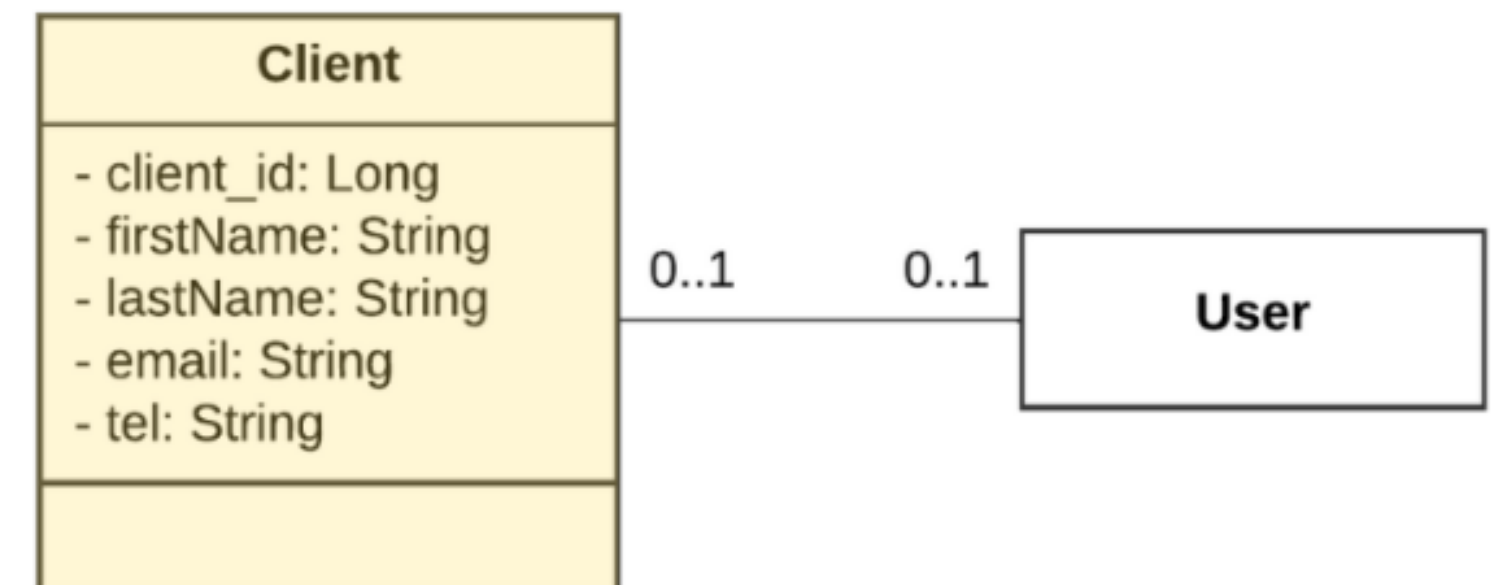 Client
- client_id: Long
- firstName: String
- lastName: String
- email: String
- tel: String
0..1
0..1
User